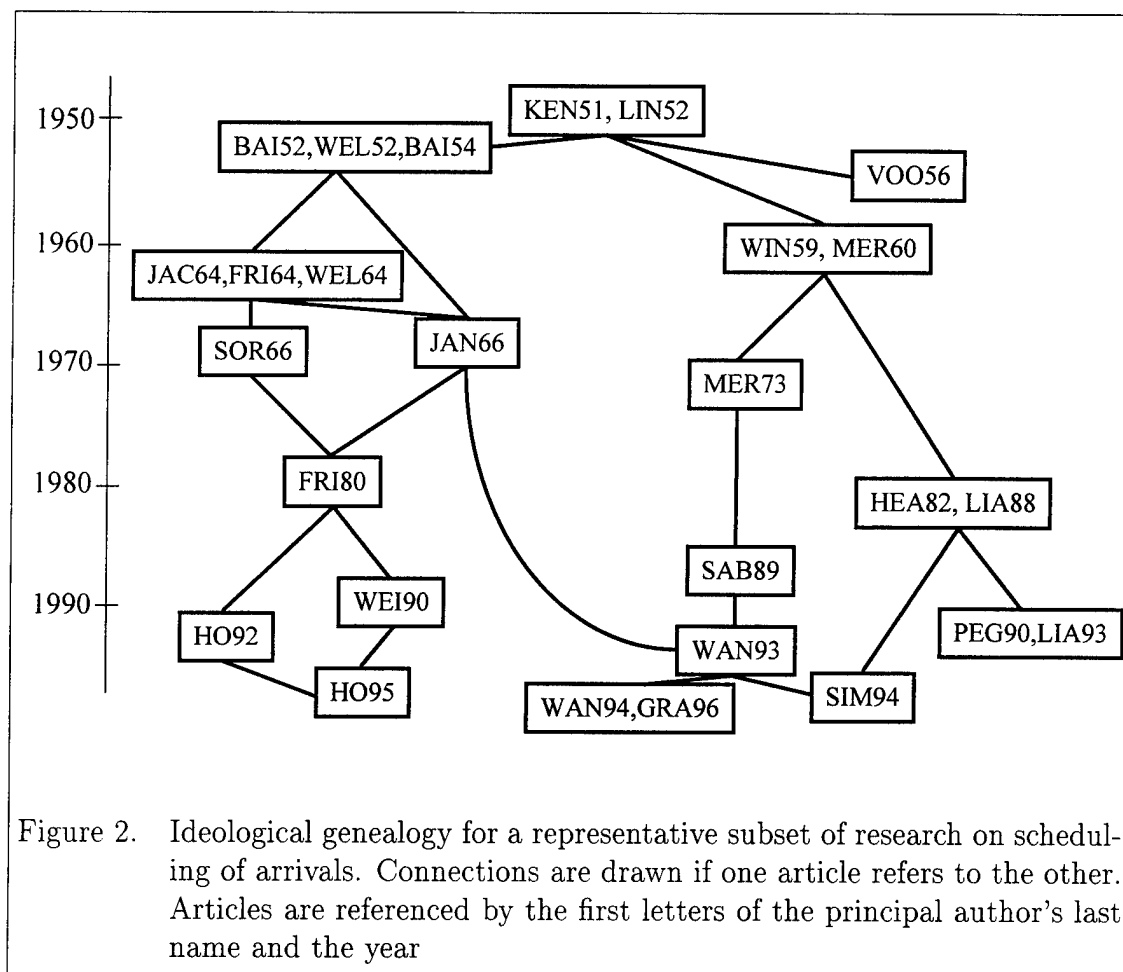 1950
KEN51, LIN52
BAI52,WEL52,BAI54
VOO56
1960
WIN59, MER60
JAC64,FRI64,WEL64
SOR66
JAN66
1970
MER73
FRI80
1980
HEA82, LIA88
SAB89
WEI90
1990
HO92
PEG90,LIA93
WAN93
HO95
SIM94
WAN94,GRA96
Figure 2. Ideological genealogy for a representative subset of research on schedul-
ing of arrivals. Connections are drawn if one article refers to the other.
Articles are referenced by the first letters of the principal author's last
name and the year